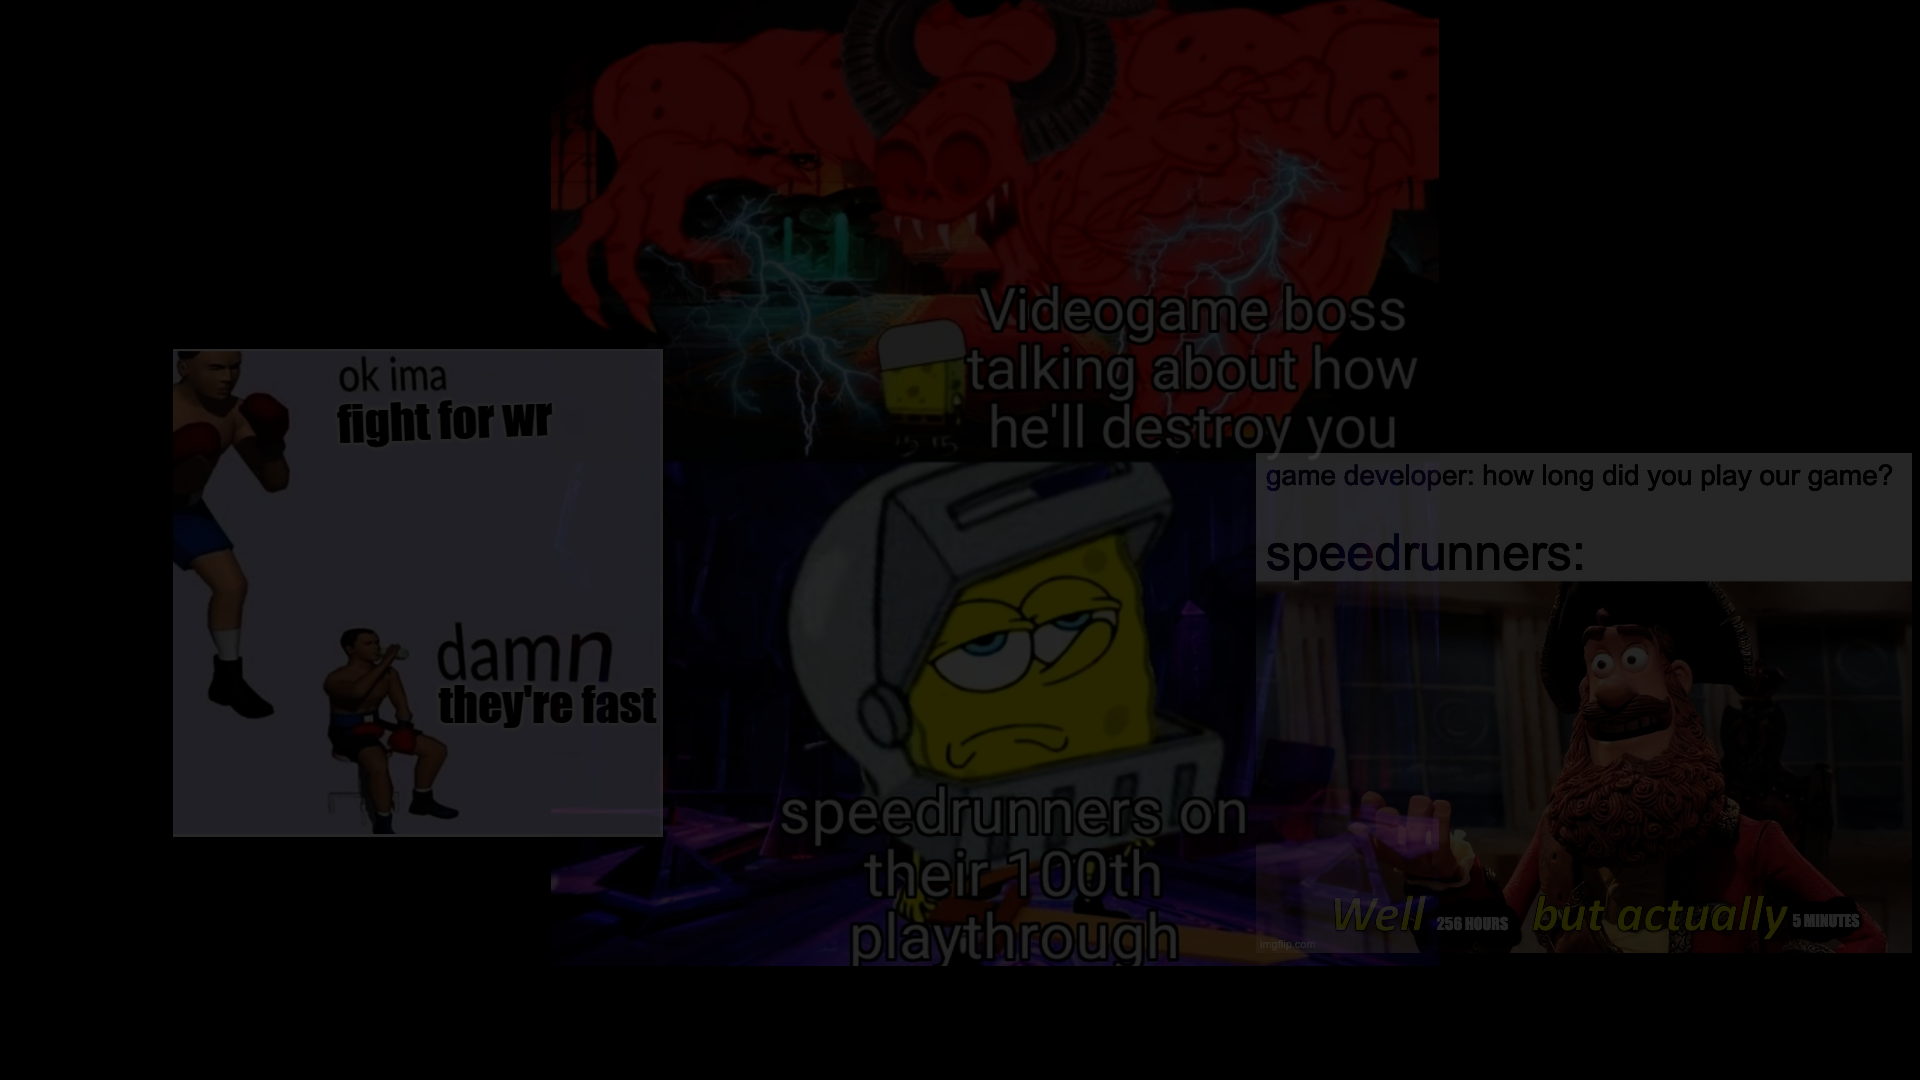 Videogame boss
talking about how
he'll destroy you
ok ima
fight for wr
damn
they're fast
speedrunners on
their 100th
playthrough
game developer: how long did you play our game?
speedrunners:
Well 256 HOURS but actually 5 MINUTES
imgflip.com